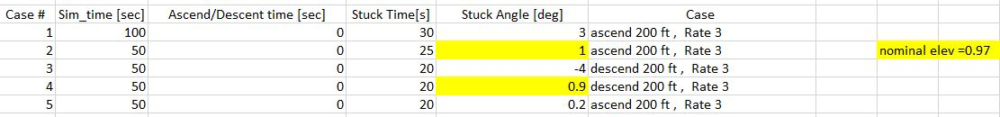 Case # Sim_time [sec] Ascend/Descent time [sec] Stuck Time[s] Stuck Angle [deg] Case
1 100 0 30 3 ascend 200 ft , Rate 3
2 50 0 25 1 ascend 200 ft , Rate 3 nominal elev =0.97
3 50 0 20 -4 descend 200 ft , Rate 3
4 50 0 20 0.9 descend 200 ft , Rate 3
5 50 0 20 0.2 ascend 200 ft , Rate 3